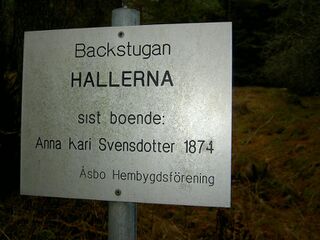 Backstugan
HALLERNA
sist boende:
Anna Kari Svensdotter 1874
Åsbo Hembygdsförening